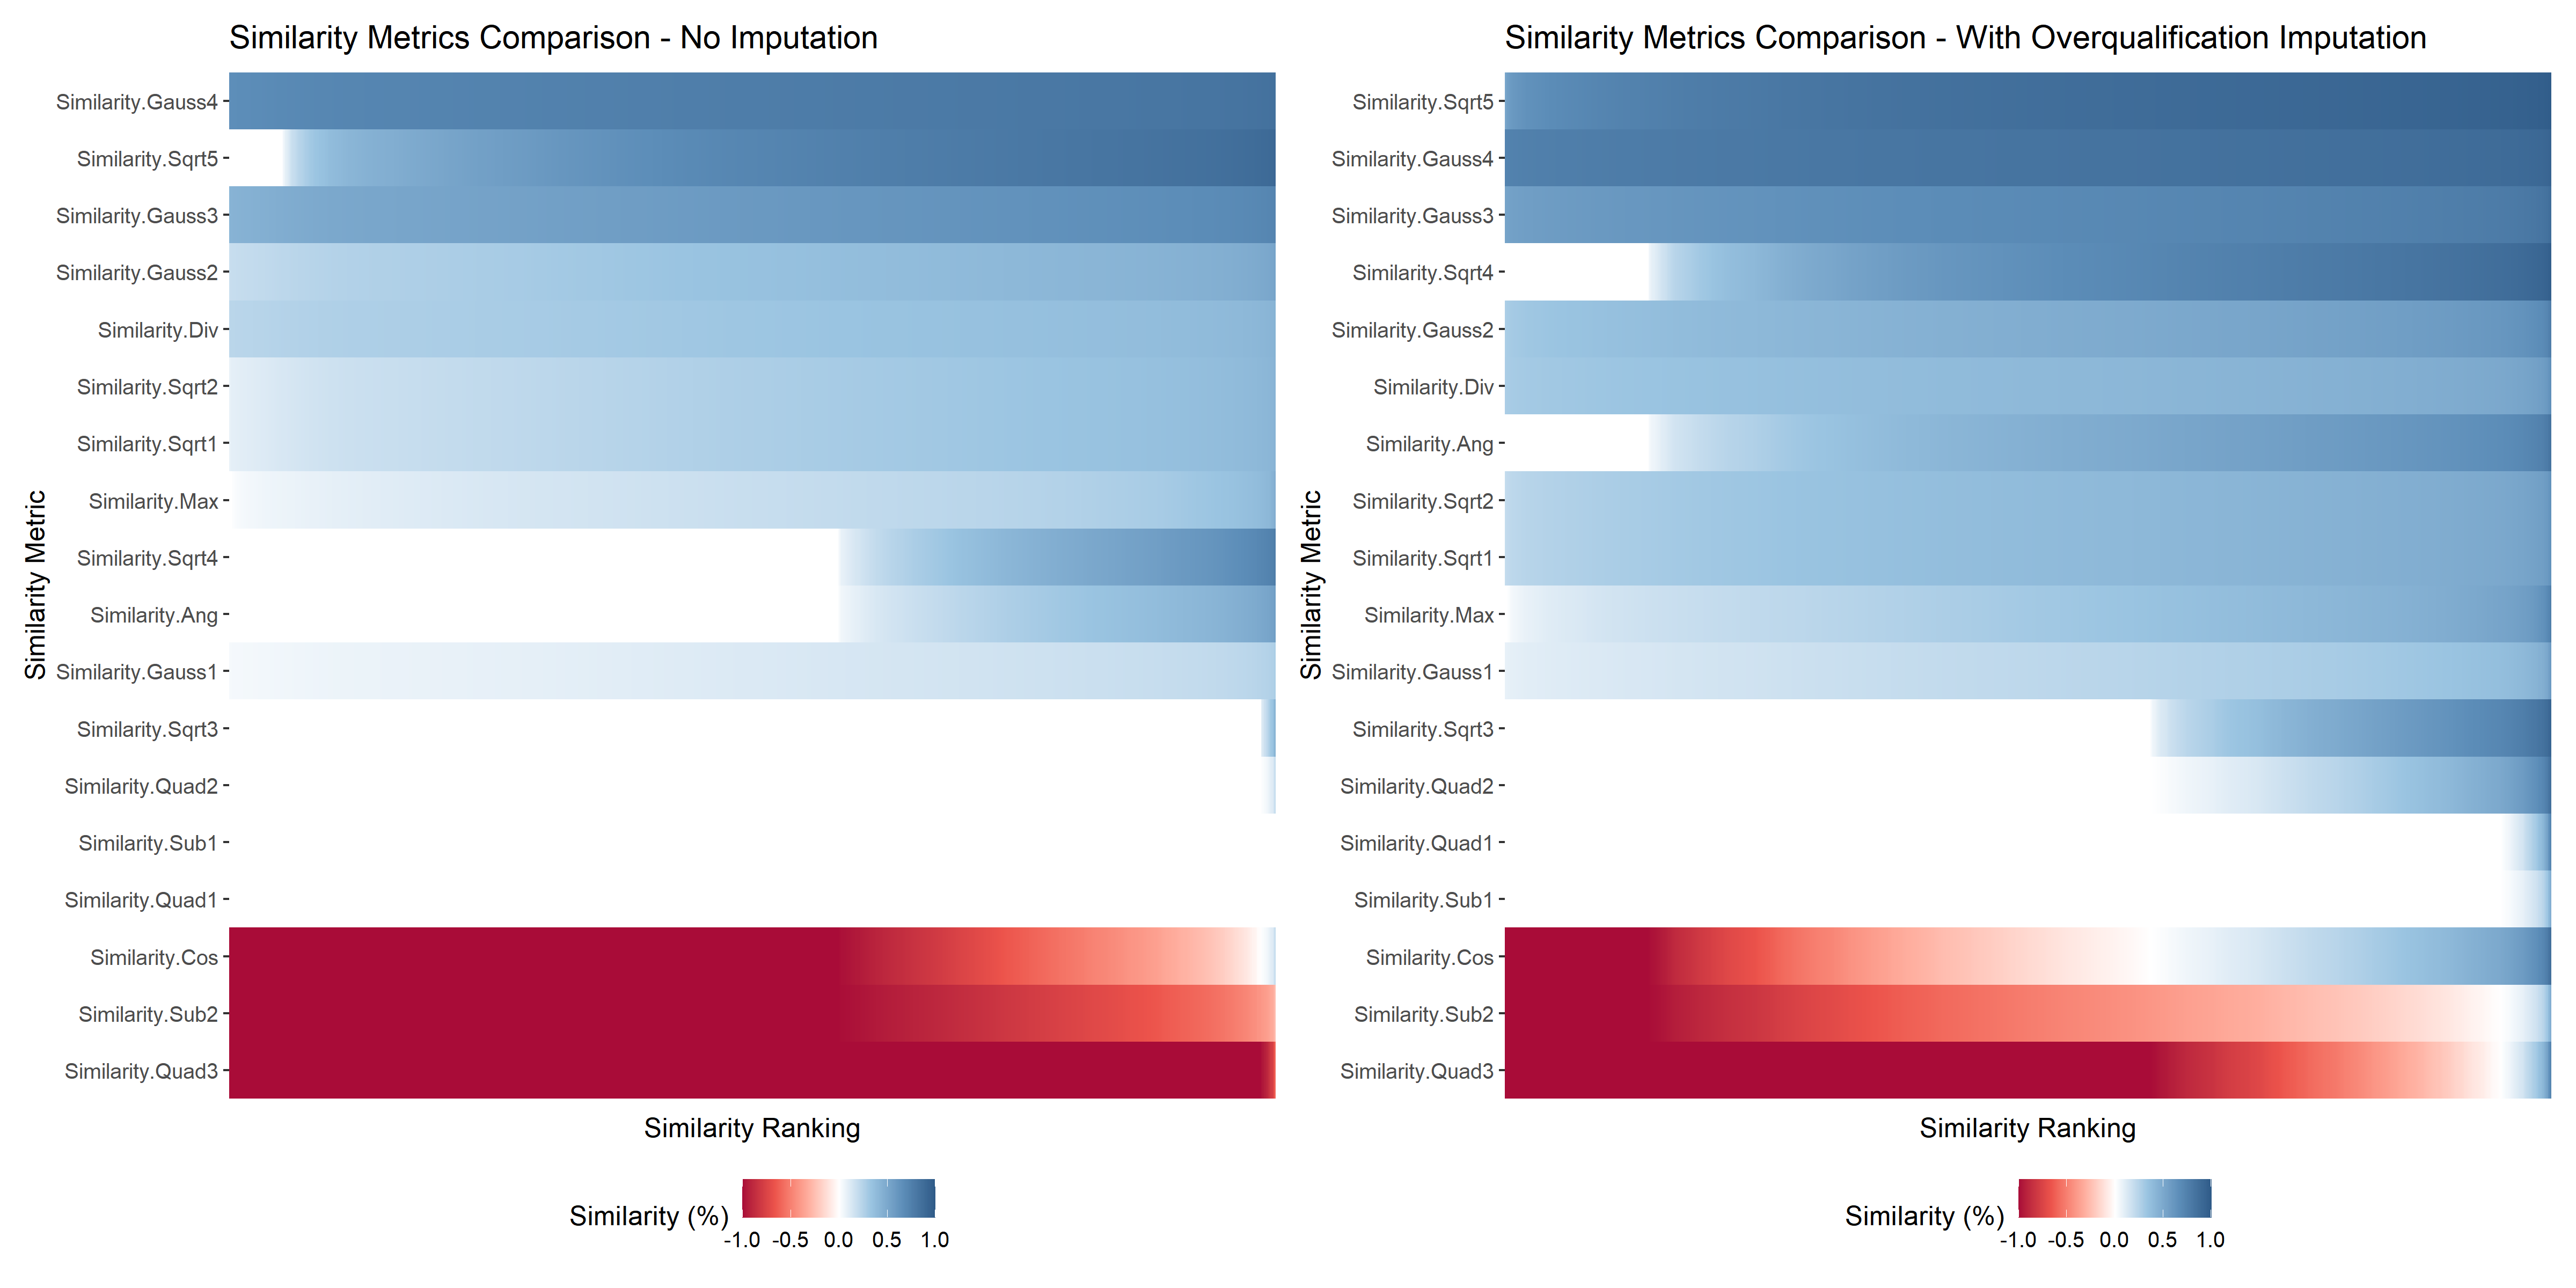 Similarity Metrics Comparison - No Imputation
Similarity Metric
Similarity.Gauss4
Similarity.Sqrt5
Similarity.Gauss3
Similarity.Gauss2
Similarity.Div
Similarity.Sqrt2
Similarity.Sqrt1
Similarity.Max
Similarity.Sqrt4
Similarity.Ang
Similarity.Gauss1
Similarity.Sqrt3
Similarity.Quad2
Similarity.Sub1
Similarity.Quad1
Similarity.Cos
Similarity.Sub2
Similarity.Quad3
Similarity Ranking
Similarity (%)
-1.0 -0.5 0.0 0.5 1.0
Similarity Metrics Comparison - With Overqualification Imputation
Similarity Metric
Similarity.Sqrt5
Similarity.Gauss4
Similarity.Gauss3
Similarity.Sqrt4
Similarity.Gauss2
Similarity.Div
Similarity.Ang
Similarity.Sqrt2
Similarity.Sqrt1
Similarity.Max
Similarity.Gauss1
Similarity.Sqrt3
Similarity.Quad2
Similarity.Quad1
Similarity.Sub1
Similarity.Cos
Similarity.Sub2
Similarity.Quad3
Similarity Ranking
Similarity (%)
-1.0 -0.5 0.0 0.5 1.0